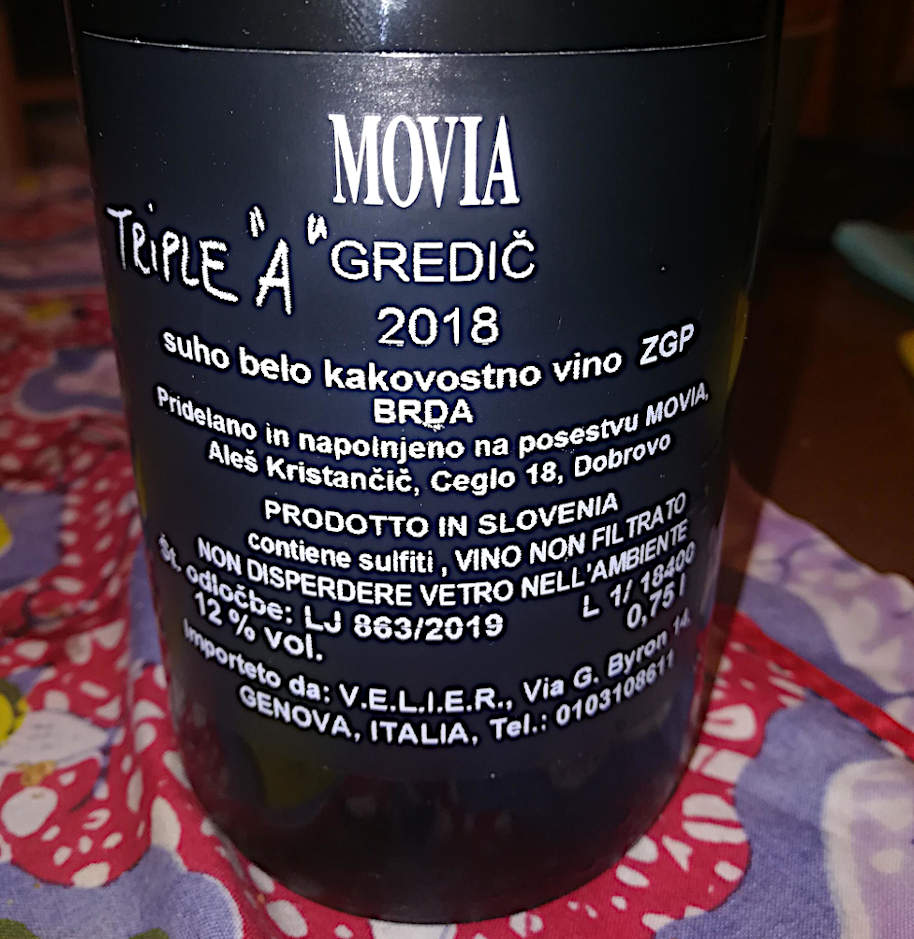 MOVIA
TRiPLE "A"
GREDIČ
2018
suho belo kakovostno vino ZGP
BRDA
Pridelano in napolnjeno na posestvu MOVIA,
Aleš Kristančič, Ceglo 18, Dobrovo
PRODOTTO IN SLOVENIA
contiene sulfiti , VINO NON FILTRATO
NON DISPERDERE VETRO NELL'AMBIENTE
Št. odločbe: LJ 863/2019 L 1/ 18400
12 % vol. 0,75 l
Importeto da: V.E.L.I.E.R., Via G. Byron 14.
GENOVA, ITALIA, Tel.: 0103108611